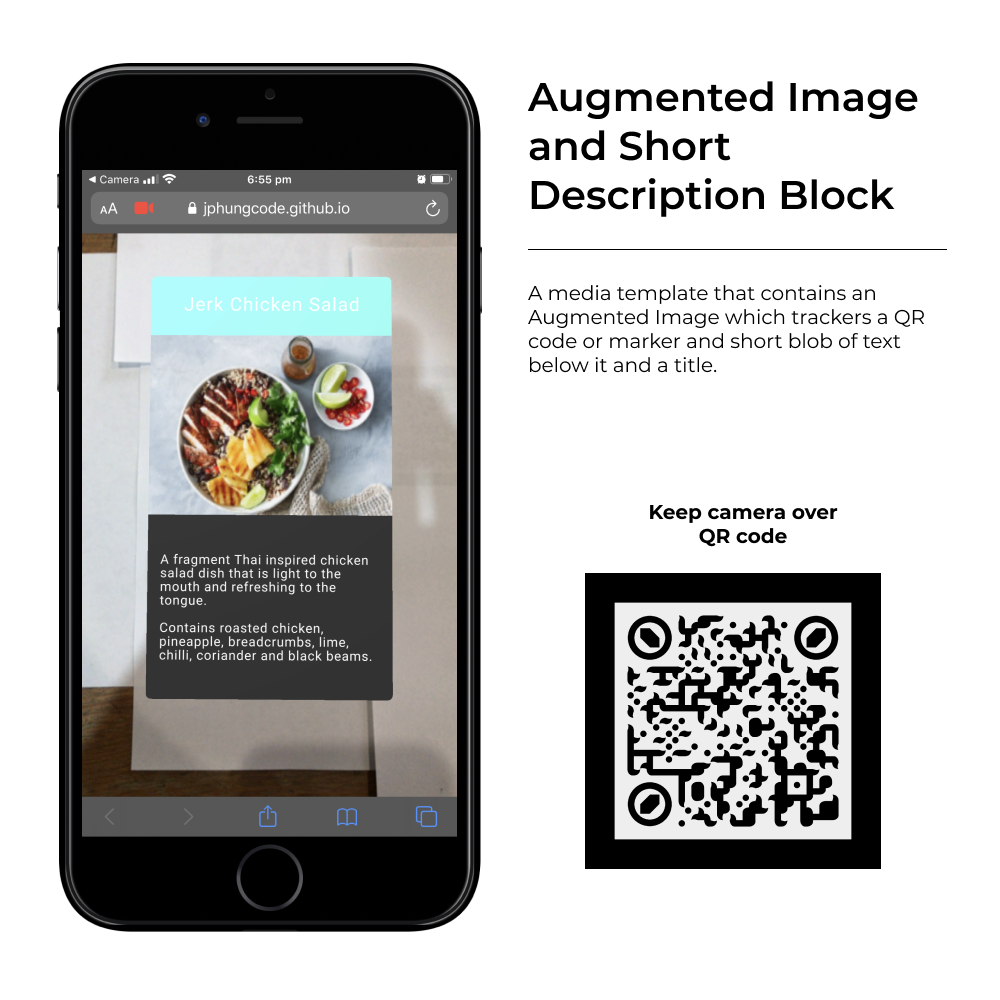 Camera
6:55 pm
AA
jphungcode.github.io
Jerk Chicken Salad
A fragment Thai inspired chicken
salad dish that is light to the
mouth and refreshing to the
tongue.
Contains roasted chicken,
pineapple, breadcrumbs, lime,
chilli, coriander and black beams.
Augmented Image
and Short
Description Block
A media template that contains an
Augmented Image which trackers a QR
code or marker and short blob of text
below it and a title.
Keep camera over
QR code